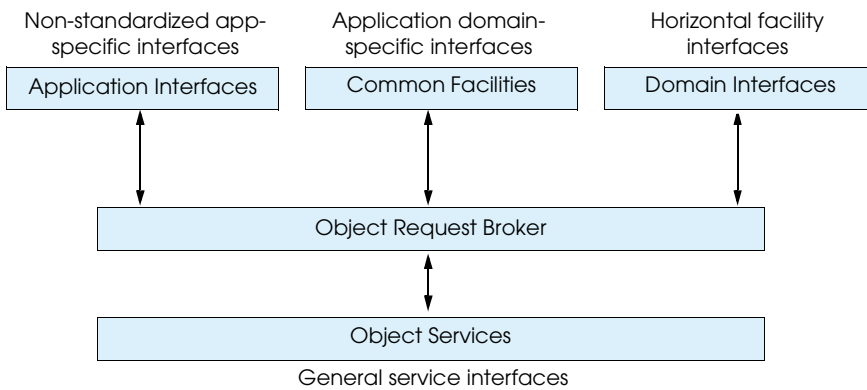 Non-standardized app-
specific interfaces
Application domain-
specific interfaces
Horizontal facility
interfaces
Application Interfaces
Common Facilities
Domain Interfaces
Object Request Broker
Object Services
General service interfaces